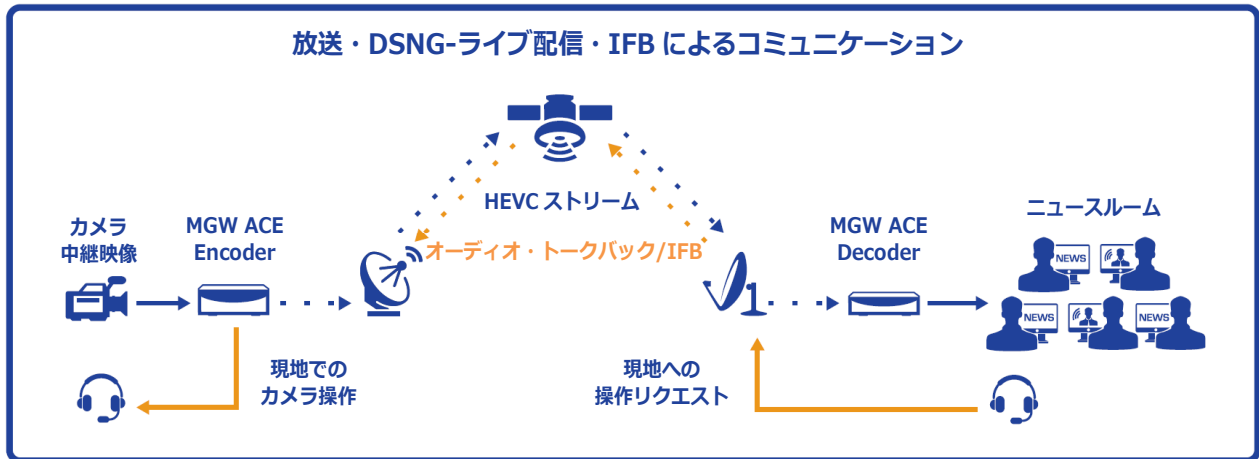 放送・DSNG-ライブ配信・IFB によるコミュニケーション
HEVC ストリーム
オーディオ・トークバック/IFB
カメラ
中継映像
MGW ACE
Encoder
MGW ACE
Decoder
ニュースルーム
NEWS
NEWS
NEWS
現地での
カメラ操作
現地への
操作リクエスト